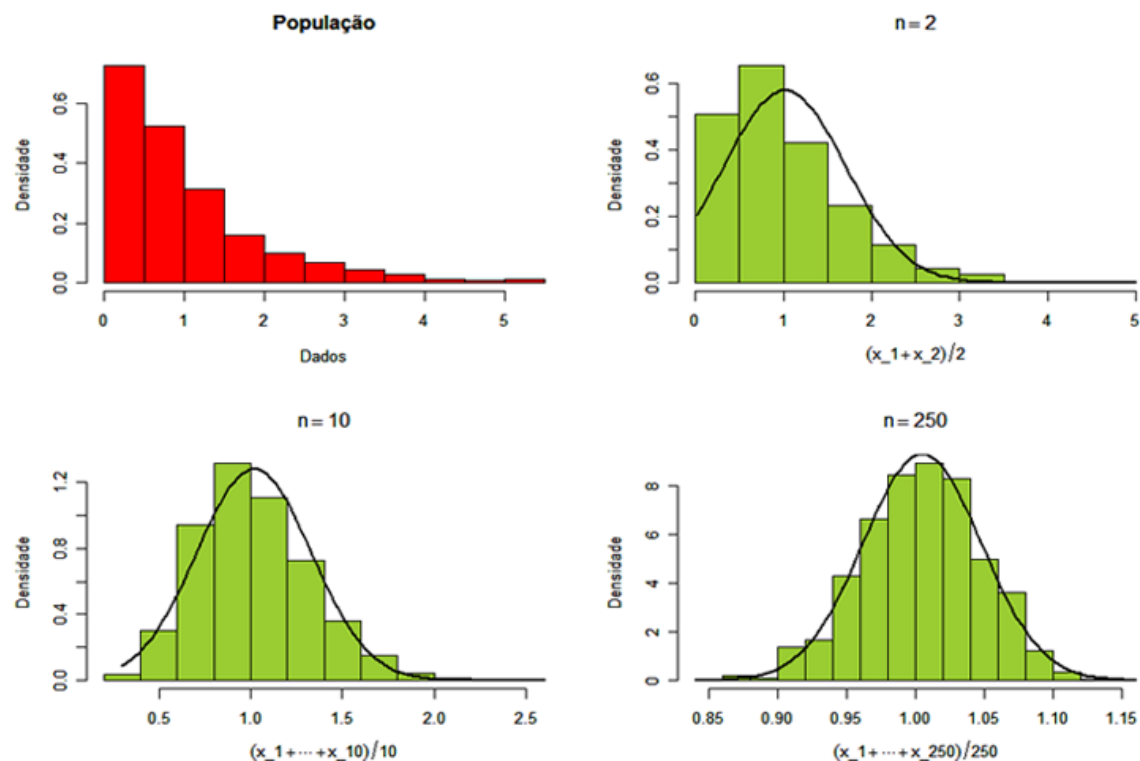 População
Densidade
0.0 0.2 0.4 0.6
0 1 2 3 4 5
Dados
n = 2
Densidade
0.0 0.2 0.4 0.6
0 1 2 3 4 5
(x_1+x_2)/2
n = 10
Densidade
0.0 0.4 0.8 1.2
0.5 1.0 1.5 2.0 2.5
(x_1+⋯+x_10)/10
n = 250
Densidade
0 2 4 6 8
0.85 0.90 0.95 1.00 1.05 1.10 1.15
(x_1+⋯+x_250)/250